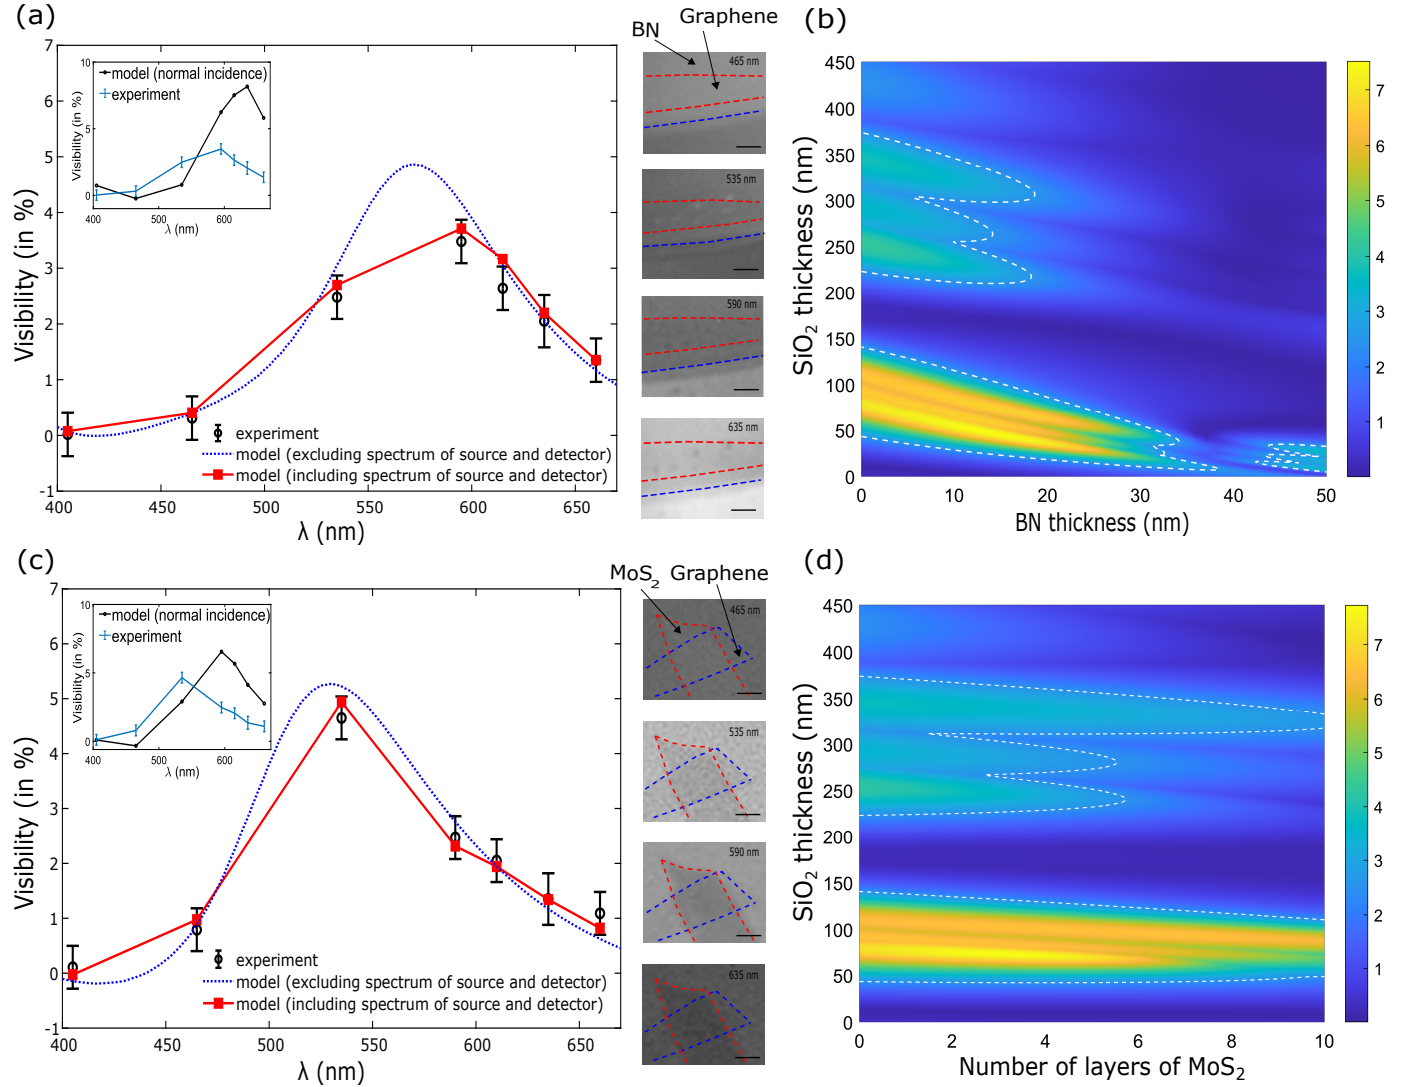 (a)
7
6
5
4
3
2
1
0
-1
Visibility (in %)
400
450
500
550
600
650
λ (nm)
experiment
model (excluding spectrum of source and detector)
model (including spectrum of source and detector)
10
5
0
Visibility (in %)
400
500
600
λ (nm)
model (normal incidence)
experiment
BN
Graphene
465 nm
535 nm
590 nm
635 nm
(b)
450
400
350
300
250
200
150
100
50
0
SiO2 thickness (nm)
0
10
20
30
40
50
BN thickness (nm)
7
6
5
4
3
2
1
(c)
7
6
5
4
3
2
1
0
-1
Visibility (in %)
400
450
500
550
600
650
λ (nm)
experiment
model (excluding spectrum of source and detector)
model (including spectrum of source and detector)
10
5
0
Visibility (in %)
400
500
600
λ (nm)
model (normal incidence)
experiment
MoS2 Graphene
465 nm
535 nm
590 nm
635 nm
(d)
450
400
350
300
250
200
150
100
50
0
SiO2 thickness (nm)
0
2
4
6
8
10
Number of layers of MoS2
7
6
5
4
3
2
1